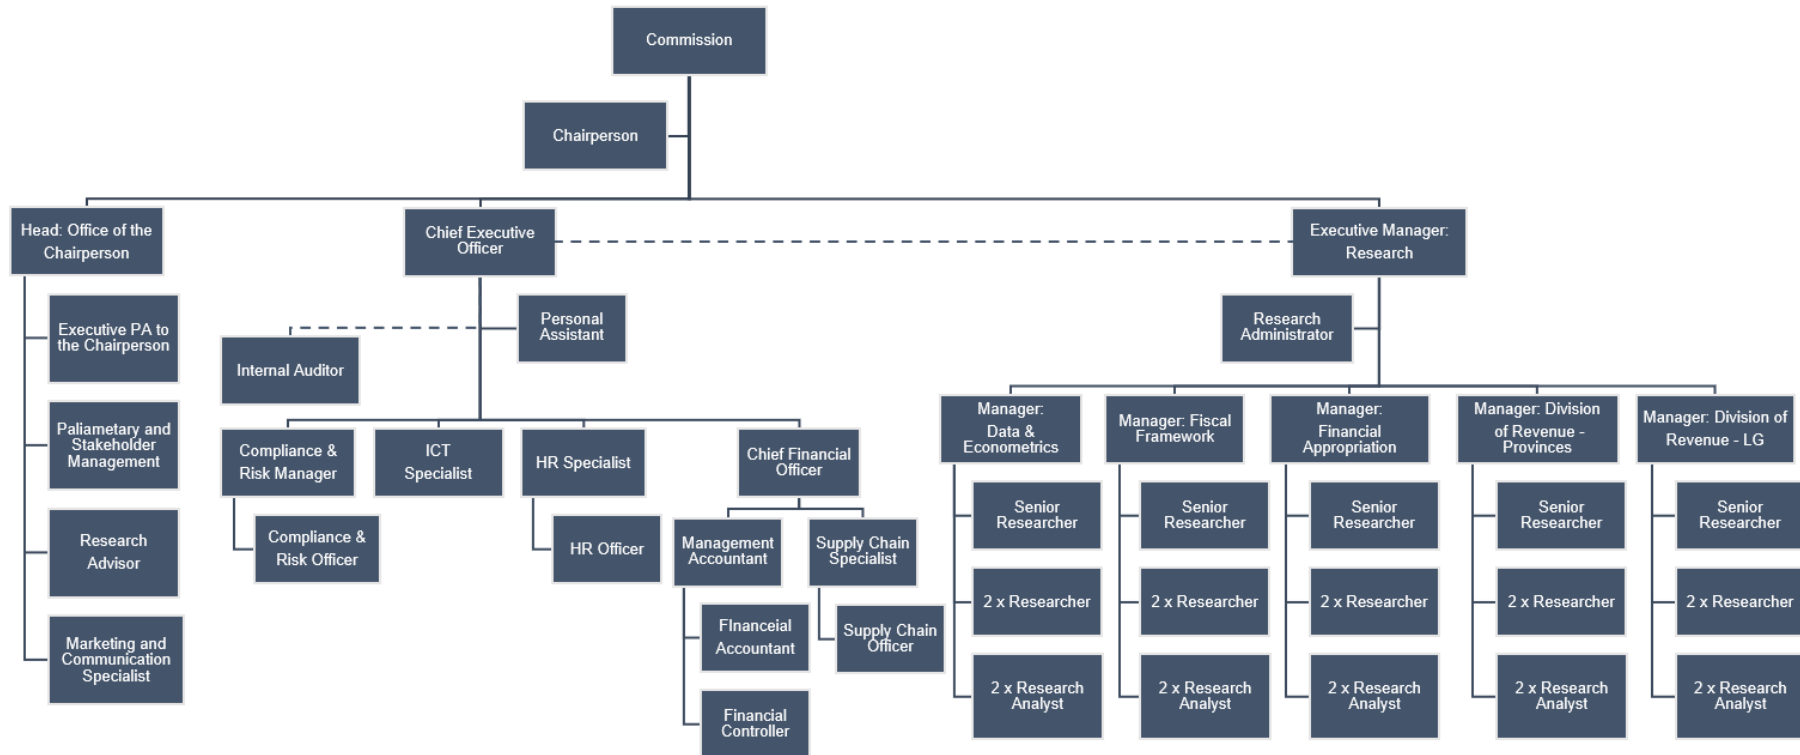 Commission
Chairperson
Head: Office of the
Chairperson
Chief Executive
Officer
Executive Manager:
Research
Executive PA to
the Chairperson
Paliametary and
Stakeholder
Management
Research
Advisor
Marketing and
Communication
Specialist
Personal
Assistant
Internal Auditor
Compliance &
Risk Manager
ICT
Specialist
HR Specialist
Chief Financial
Officer
Compliance &
Risk Officer
HR Officer
Management
Accountant
Supply Chain
Specialist
FInanceial
Accountant
Supply Chain
Officer
Financial
Controller
Research
Administrator
Manager:
Data &
Econometrics
Manager: Fiscal
Framework
Manager:
Financial
Appropriation
Manager: Division
of Revenue -
Provinces
Manager: Division of
Revenue - LG
Senior
Researcher
Senior
Researcher
Senior
Researcher
Senior
Researcher
Senior
Researcher
2 x Researcher
2 x Researcher
2 x Researcher
2 x Researcher
2 x Researcher
2 x Research
Analyst
2 x Research
Analyst
2 x Research
Analyst
2 x Research
Analyst
2 x Research
Analyst